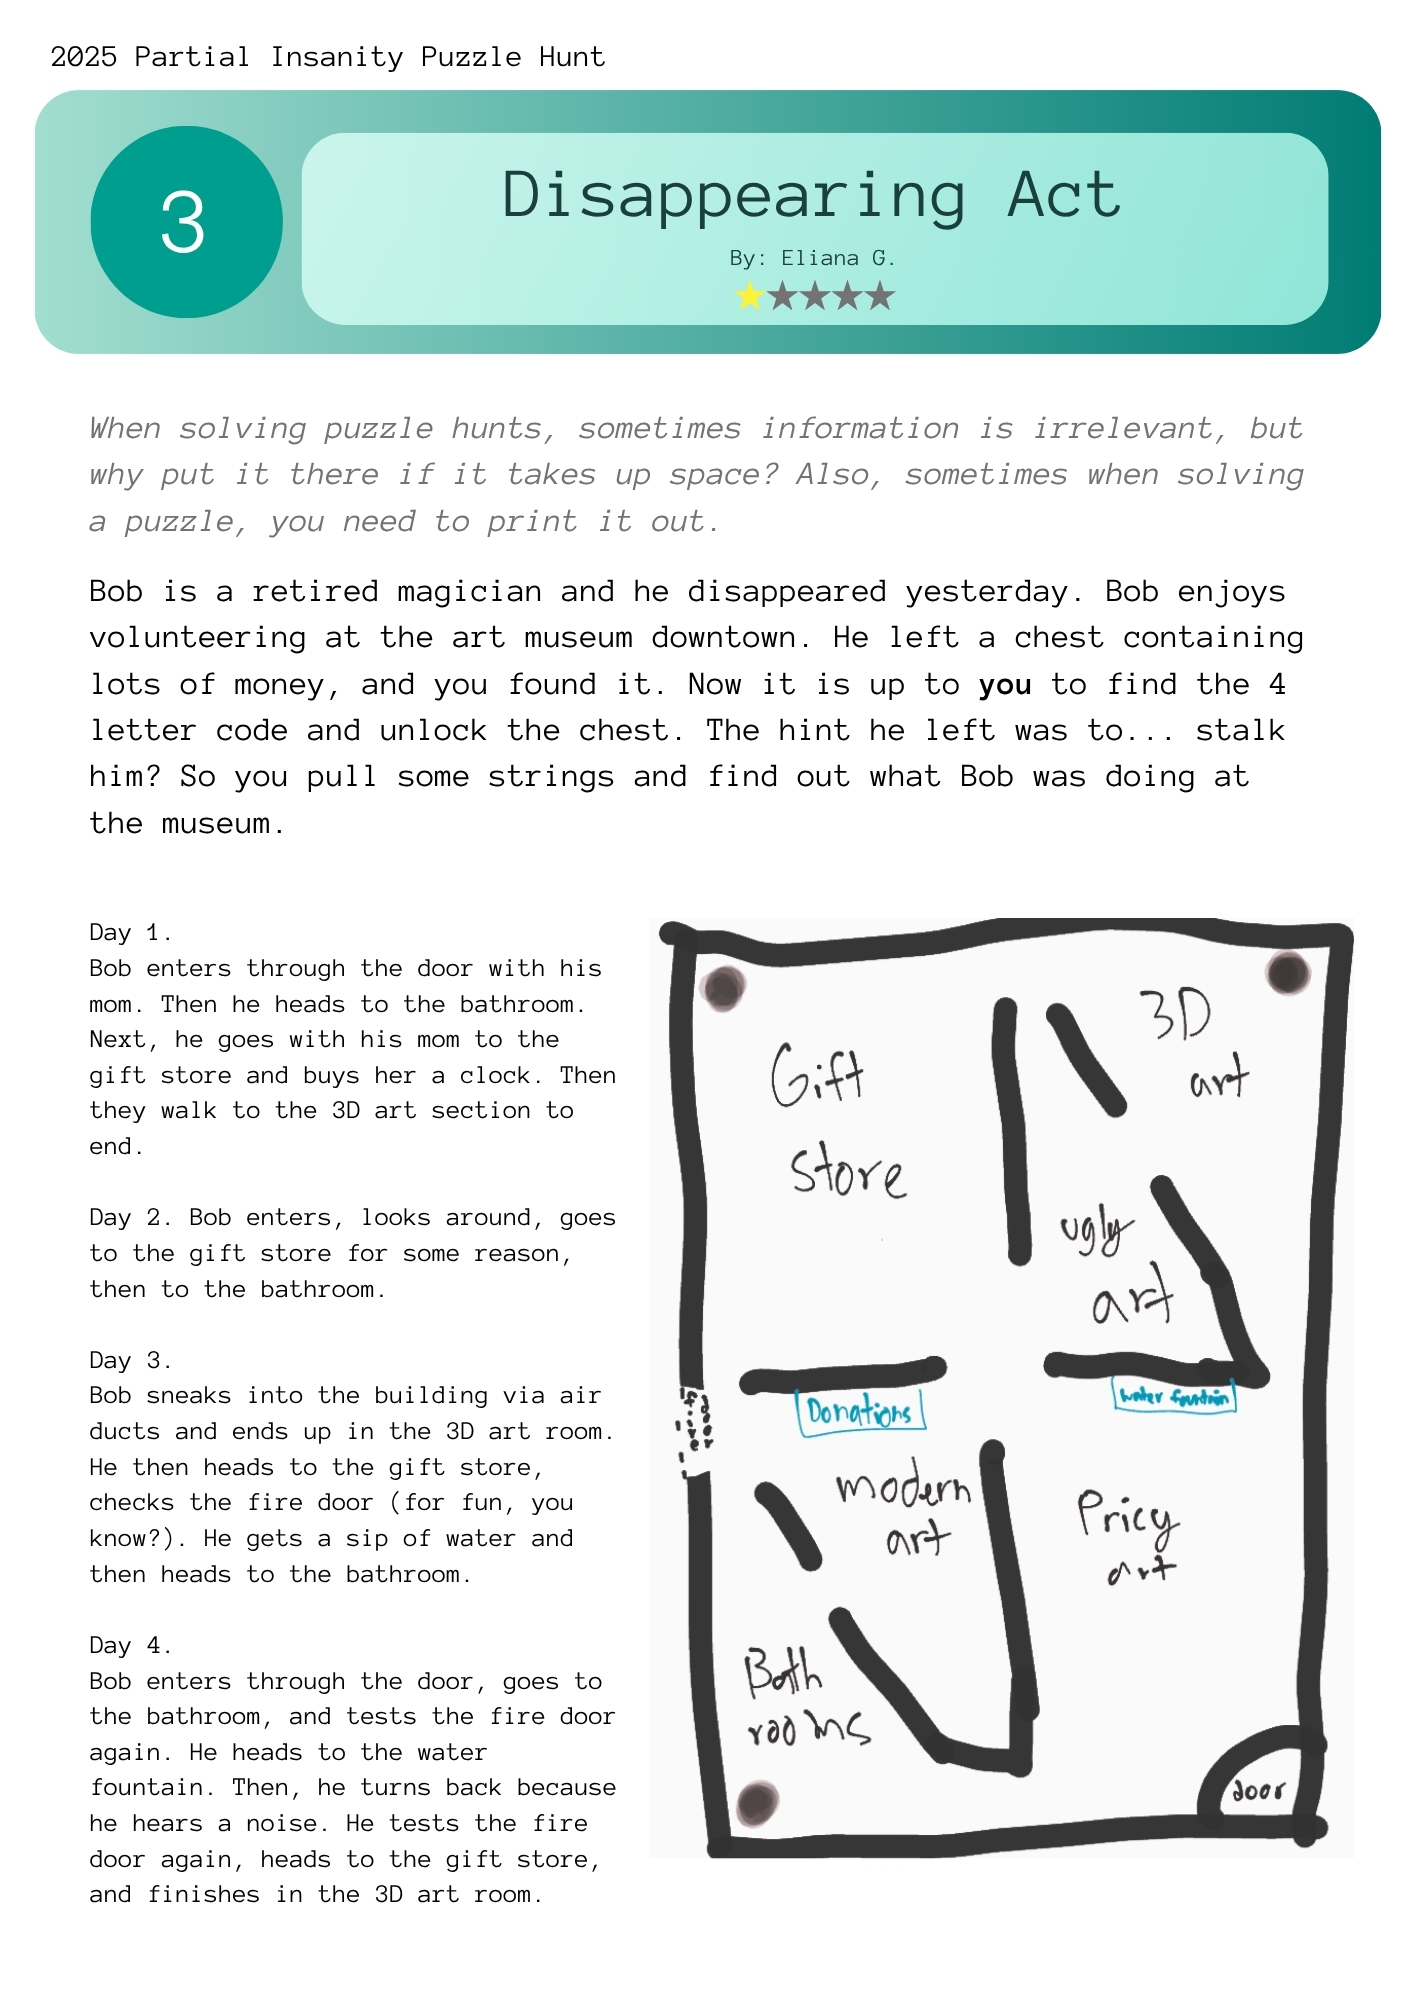 2025 Partial Insanity Puzzle Hunt
3
Disappearing Act
By: Eliana G.
When solving puzzle hunts, sometimes information is irrelevant, but
why put it there if it takes up space? Also, sometimes when solving
a puzzle, you need to print it out.
Bob is a retired magician and he disappeared yesterday. Bob enjoys
volunteering at the art museum downtown. He left a chest containing
lots of money, and you found it. Now it is up to you to find the 4
letter code and unlock the chest. The hint he left was to... stalk
him? So you pull some strings and find out what Bob was doing at
the museum.
Day 1.
Bob enters through the door with his
mom. Then he heads to the bathroom.
Next, he goes with his mom to the
gift store and buys her a clock. Then
they walk to the 3D art section to
end.
Day 2. Bob enters, looks around, goes
to the gift store for some reason,
then to the bathroom.
Day 3.
Bob sneaks into the building via air
ducts and ends up in the 3D art room.
He then heads to the gift store,
checks the fire door (for fun, you
know?). He gets a sip of water and
then heads to the bathroom.
Day 4.
Bob enters through the door, goes to
the bathroom, and tests the fire door
again. He heads to the water
fountain. Then, he turns back because
he hears a noise. He tests the fire
door again, heads to the gift store,
and finishes in the 3D art room.
Gift
store
3D
art
ugly
art
fire
door
Donations
water fountain
modern
art
Pricy
art
Bath
rooms
door